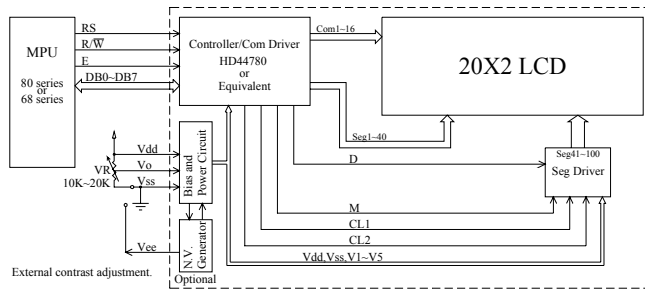 MPU
80 series
or
68 series
RS
R/W
E
DB0~DB7
Controller/Com Driver
HD44780
or
Equivalent
Com1~16
20X2 LCD
Seg1~40
D
Seg41~100
Seg Driver
M
CL1
CL2
Vdd,Vss,V1~V5
Vdd
Vo
Vss
VR
10K~20K
Bias and
Power Circuit
N.V.
Generator
Optional
Vee
External contrast adjustment.